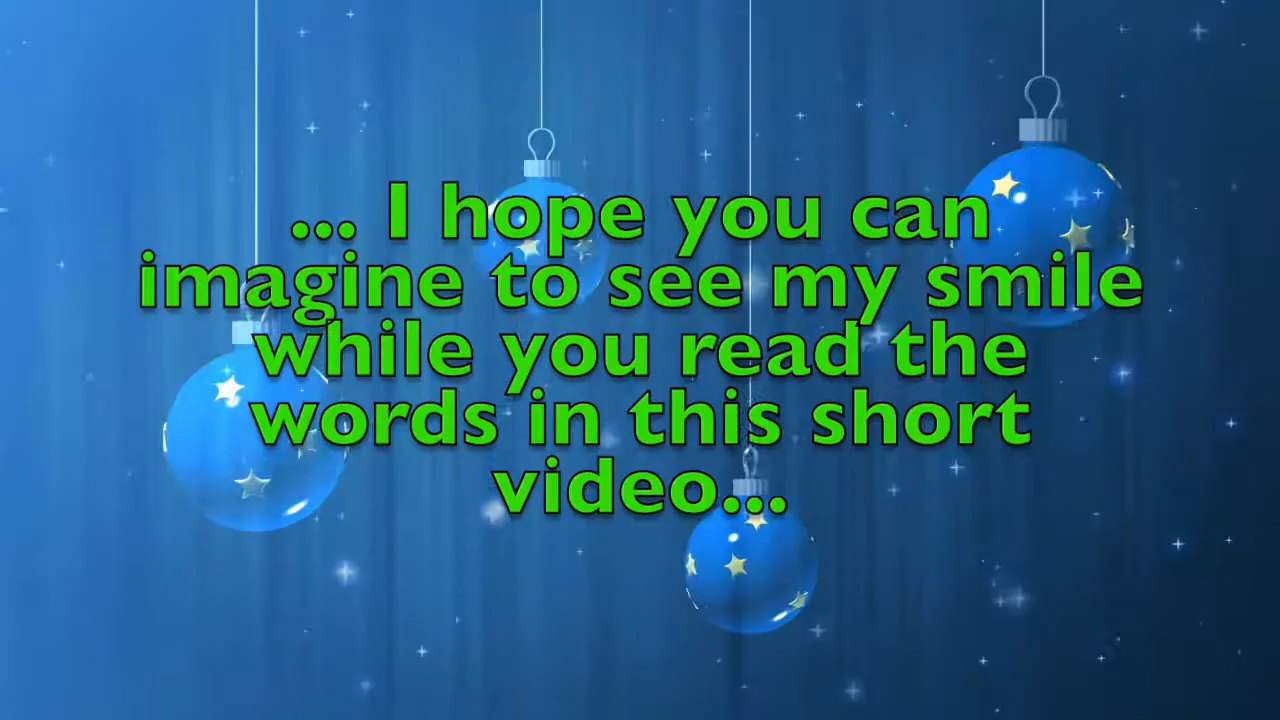 ... I hope you can
imagine to see my smile
while you read the
words in this short
video...